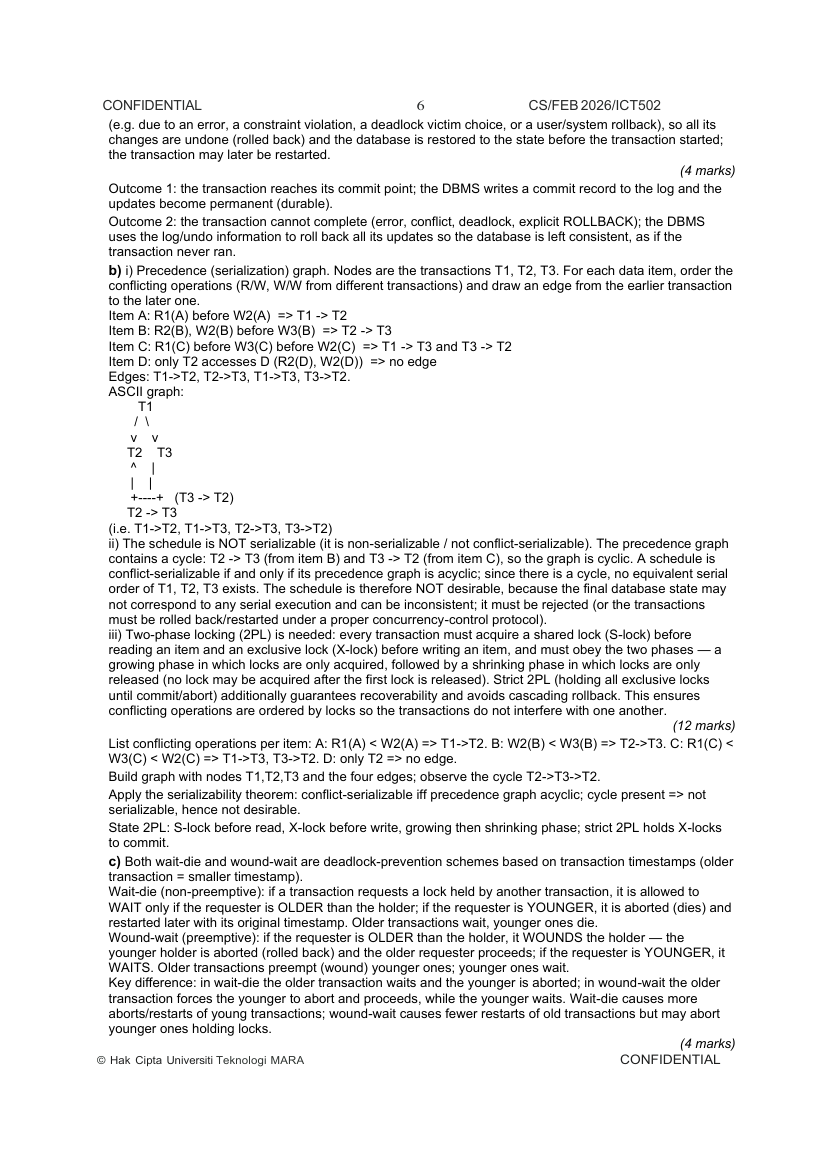 CONFIDENTIAL 6 CS/FEB 2026/ICT502
(e.g. due to an error, a constraint violation, a deadlock victim choice, or a user/system rollback), so all its
changes are undone (rolled back) and the database is restored to the state before the transaction started;
the transaction may later be restarted.
(4 marks)
Outcome 1: the transaction reaches its commit point; the DBMS writes a commit record to the log and the
updates become permanent (durable).
Outcome 2: the transaction cannot complete (error, conflict, deadlock, explicit ROLLBACK); the DBMS
uses the log/undo information to roll back all its updates so the database is left consistent, as if the
transaction never ran.
b) i) Precedence (serialization) graph. Nodes are the transactions T1, T2, T3. For each data item, order the
conflicting operations (R/W, W/W from different transactions) and draw an edge from the earlier transaction
to the later one.
Item A: R1(A) before W2(A)  => T1 -> T2
Item B: R2(B), W2(B) before W3(B)  => T2 -> T3
Item C: R1(C) before W3(C) before W2(C)  => T1 -> T3 and T3 -> T2
Item D: only T2 accesses D (R2(D), W2(D))  => no edge
Edges: T1->T2, T2->T3, T1->T3, T3->T2.
ASCII graph:
T1
/ \
v    v
T2    T3
^    |
|    |
+----+   (T3 -> T2)
T2 -> T3
(i.e. T1->T2, T1->T3, T2->T3, T3->T2)
ii) The schedule is NOT serializable (it is non-serializable / not conflict-serializable). The precedence graph
contains a cycle: T2 -> T3 (from item B) and T3 -> T2 (from item C), so the graph is cyclic. A schedule is
conflict-serializable if and only if its precedence graph is acyclic; since there is a cycle, no equivalent serial
order of T1, T2, T3 exists. The schedule is therefore NOT desirable, because the final database state may
not correspond to any serial execution and can be inconsistent; it must be rejected (or the transactions
must be rolled back/restarted under a proper concurrency-control protocol).
iii) Two-phase locking (2PL) is needed: every transaction must acquire a shared lock (S-lock) before
reading an item and an exclusive lock (X-lock) before writing an item, and must obey the two phases — a
growing phase in which locks are only acquired, followed by a shrinking phase in which locks are only
released (no lock may be acquired after the first lock is released). Strict 2PL (holding all exclusive locks
until commit/abort) additionally guarantees recoverability and avoids cascading rollback. This ensures
conflicting operations are ordered by locks so the transactions do not interfere with one another.
(12 marks)
List conflicting operations per item: A: R1(A) < W2(A) => T1->T2. B: W2(B) < W3(B) => T2->T3. C: R1(C) <
W3(C) < W2(C) => T1->T3, T3->T2. D: only T2 => no edge.
Build graph with nodes T1,T2,T3 and the four edges; observe the cycle T2->T3->T2.
Apply the serializability theorem: conflict-serializable iff precedence graph acyclic; cycle present => not
serializable, hence not desirable.
State 2PL: S-lock before read, X-lock before write, growing then shrinking phase; strict 2PL holds X-locks
to commit.
c) Both wait-die and wound-wait are deadlock-prevention schemes based on transaction timestamps (older
transaction = smaller timestamp).
Wait-die (non-preemptive): if a transaction requests a lock held by another transaction, it is allowed to
WAIT only if the requester is OLDER than the holder; if the requester is YOUNGER, it is aborted (dies) and
restarted later with its original timestamp. Older transactions wait, younger ones die.
Wound-wait (preemptive): if the requester is OLDER than the holder, it WOUNDS the holder — the
younger holder is aborted (rolled back) and the older requester proceeds; if the requester is YOUNGER, it
WAITS. Older transactions preempt (wound) younger ones; younger ones wait.
Key difference: in wait-die the older transaction waits and the younger is aborted; in wound-wait the older
transaction forces the younger to abort and proceeds, while the younger waits. Wait-die causes more
aborts/restarts of young transactions; wound-wait causes fewer restarts of old transactions but may abort
younger ones holding locks.
(4 marks)
© Hak Cipta Universiti Teknologi MARA CONFIDENTIAL